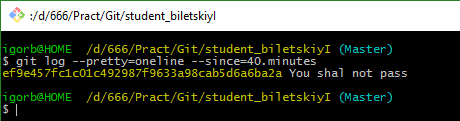 :/d/666/Pract/Git/student_biletskiyI
igorb@HOME /d/666/Pract/Git/student_biletskiyI (Master)
$ git log --pretty=oneline --since=40.minutes
ef9e457fc1c01c492987f9633a98cab5d6a6ba2a You shal not pass
igorb@HOME /d/666/Pract/Git/student_biletskiyI (Master)
$